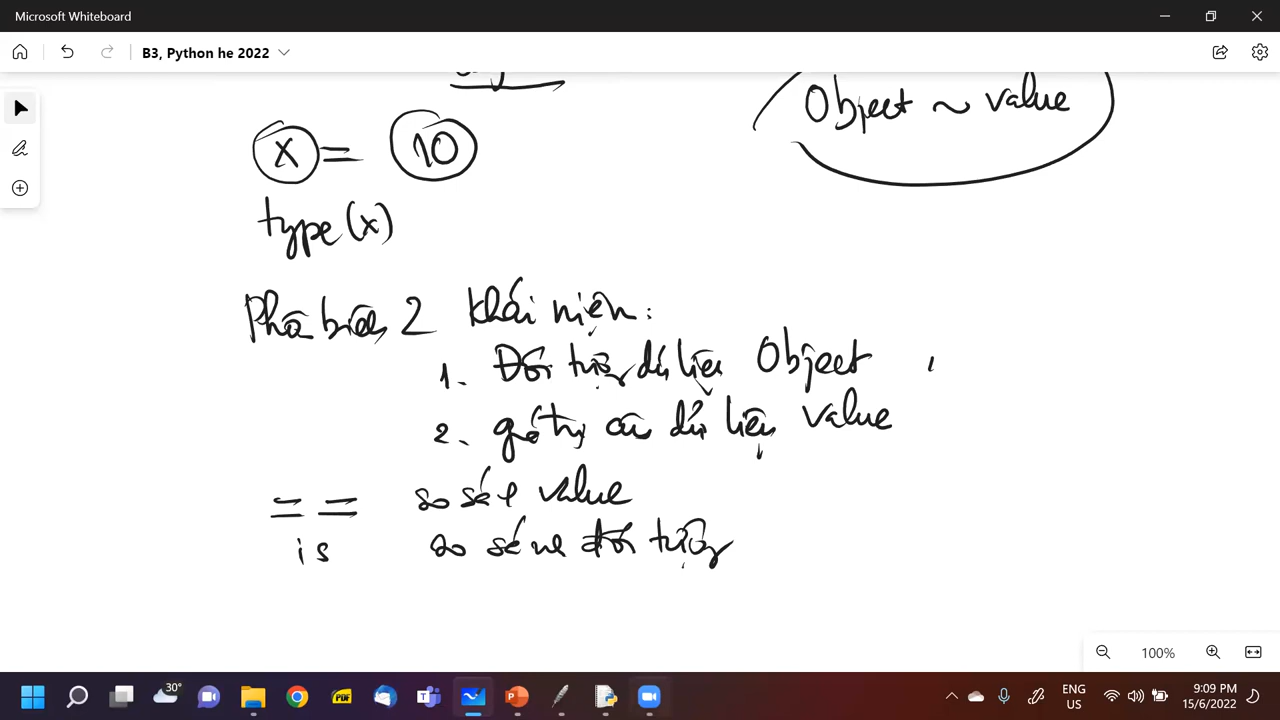 Microsoft Whiteboard
B3, Python he 2022
Object ~ value
x = 10
type(x)
Phân biệt 2 khái niệm:
1. Đối tượng dữ liệu Object
2. giá trị của dữ liệu value
== so sánh value
is so sánh đối tượng
100%
30°
PDF
ENG
US
9:09 PM
15/6/2022